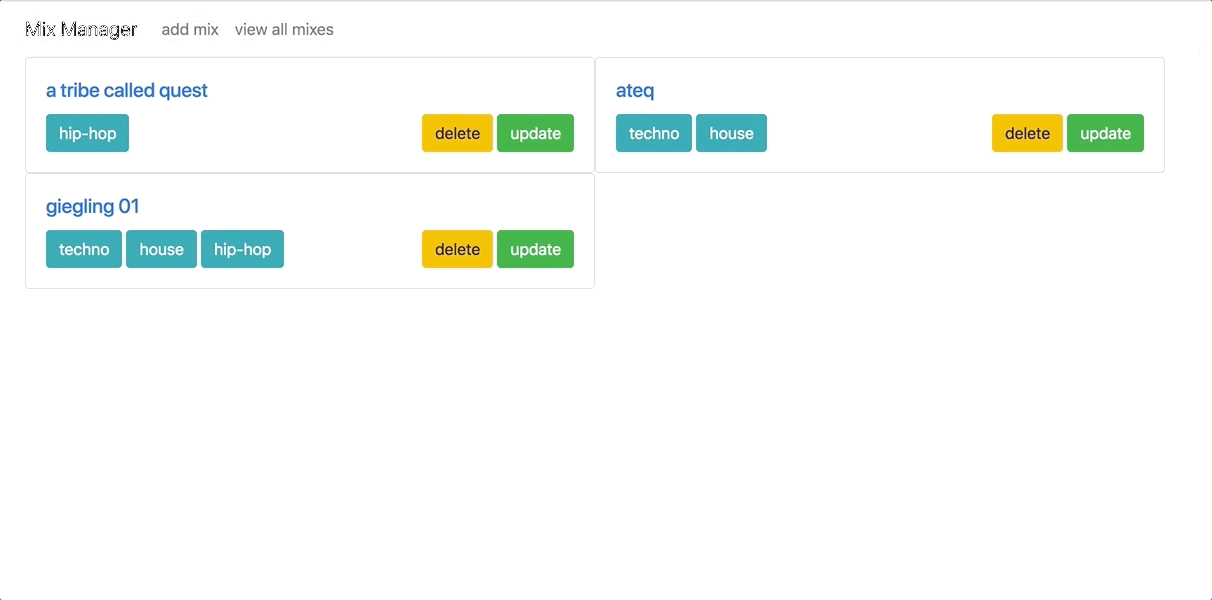 Mix Manager add mix view all mixes
a tribe called quest
hip-hop delete update
ateq
techno house delete update
giegling 01
techno house hip-hop delete update